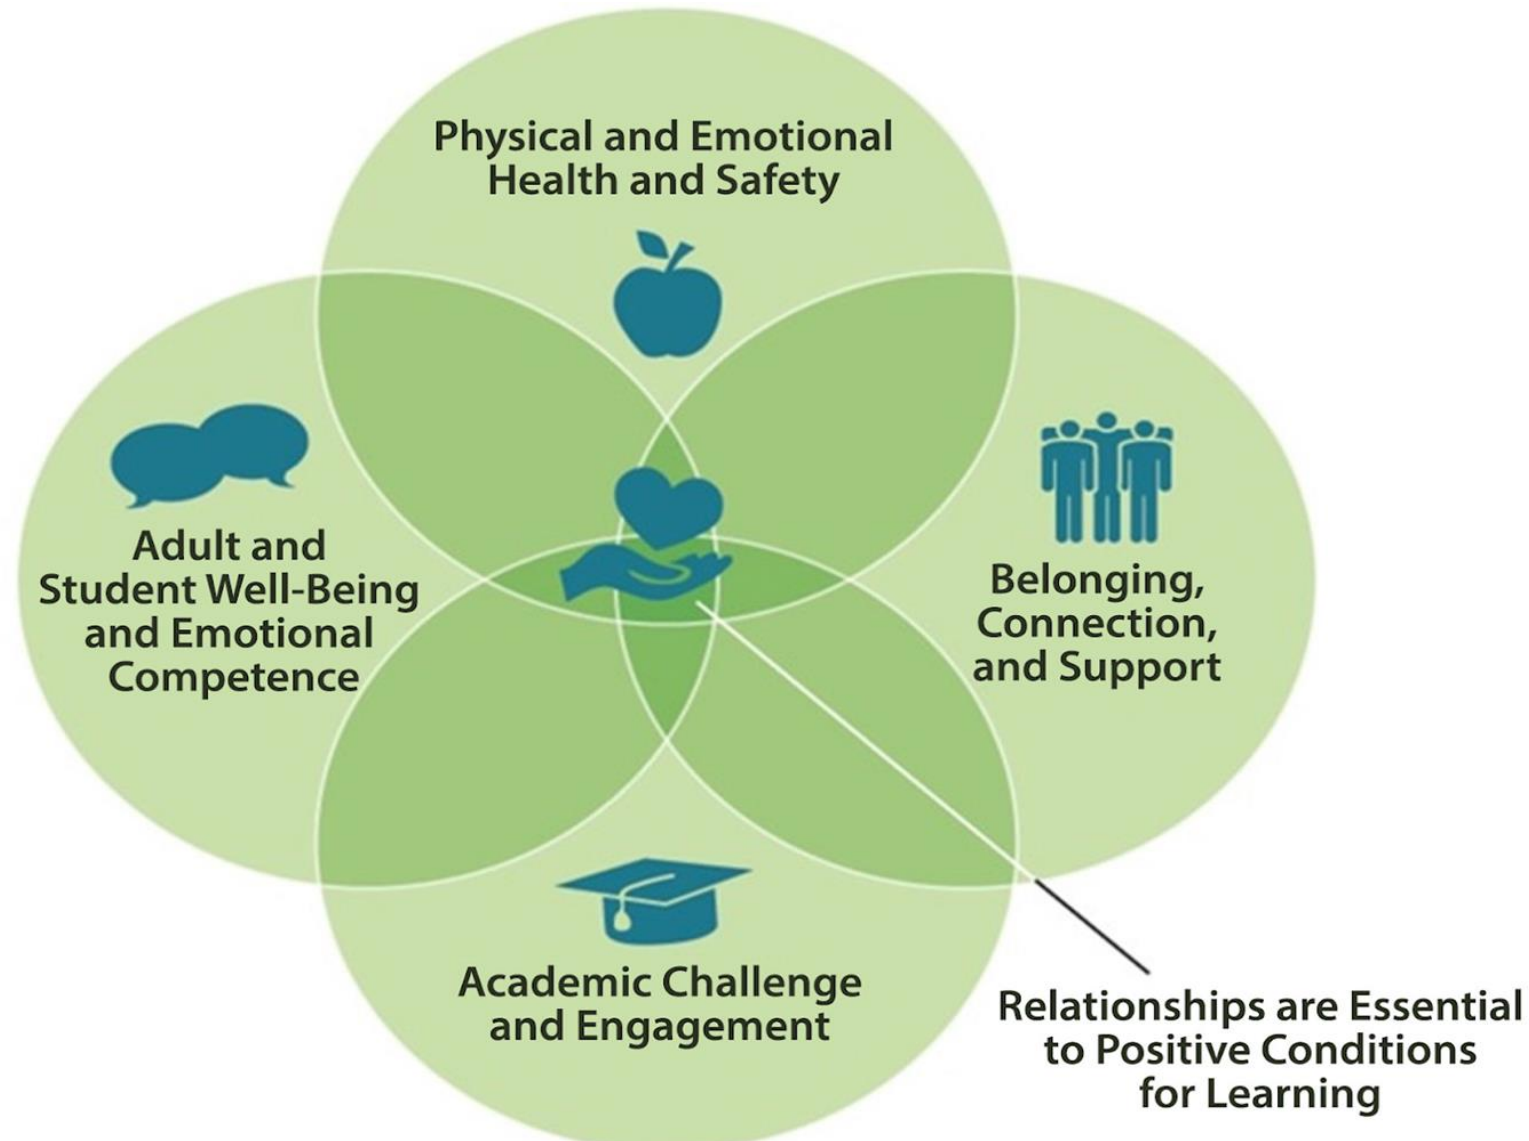 Physical and Emotional
Health and Safety
Adult and
Student Well-Being
and Emotional
Competence
Belonging,
Connection,
and Support
Academic Challenge
and Engagement
Relationships are Essential
to Positive Conditions
for Learning